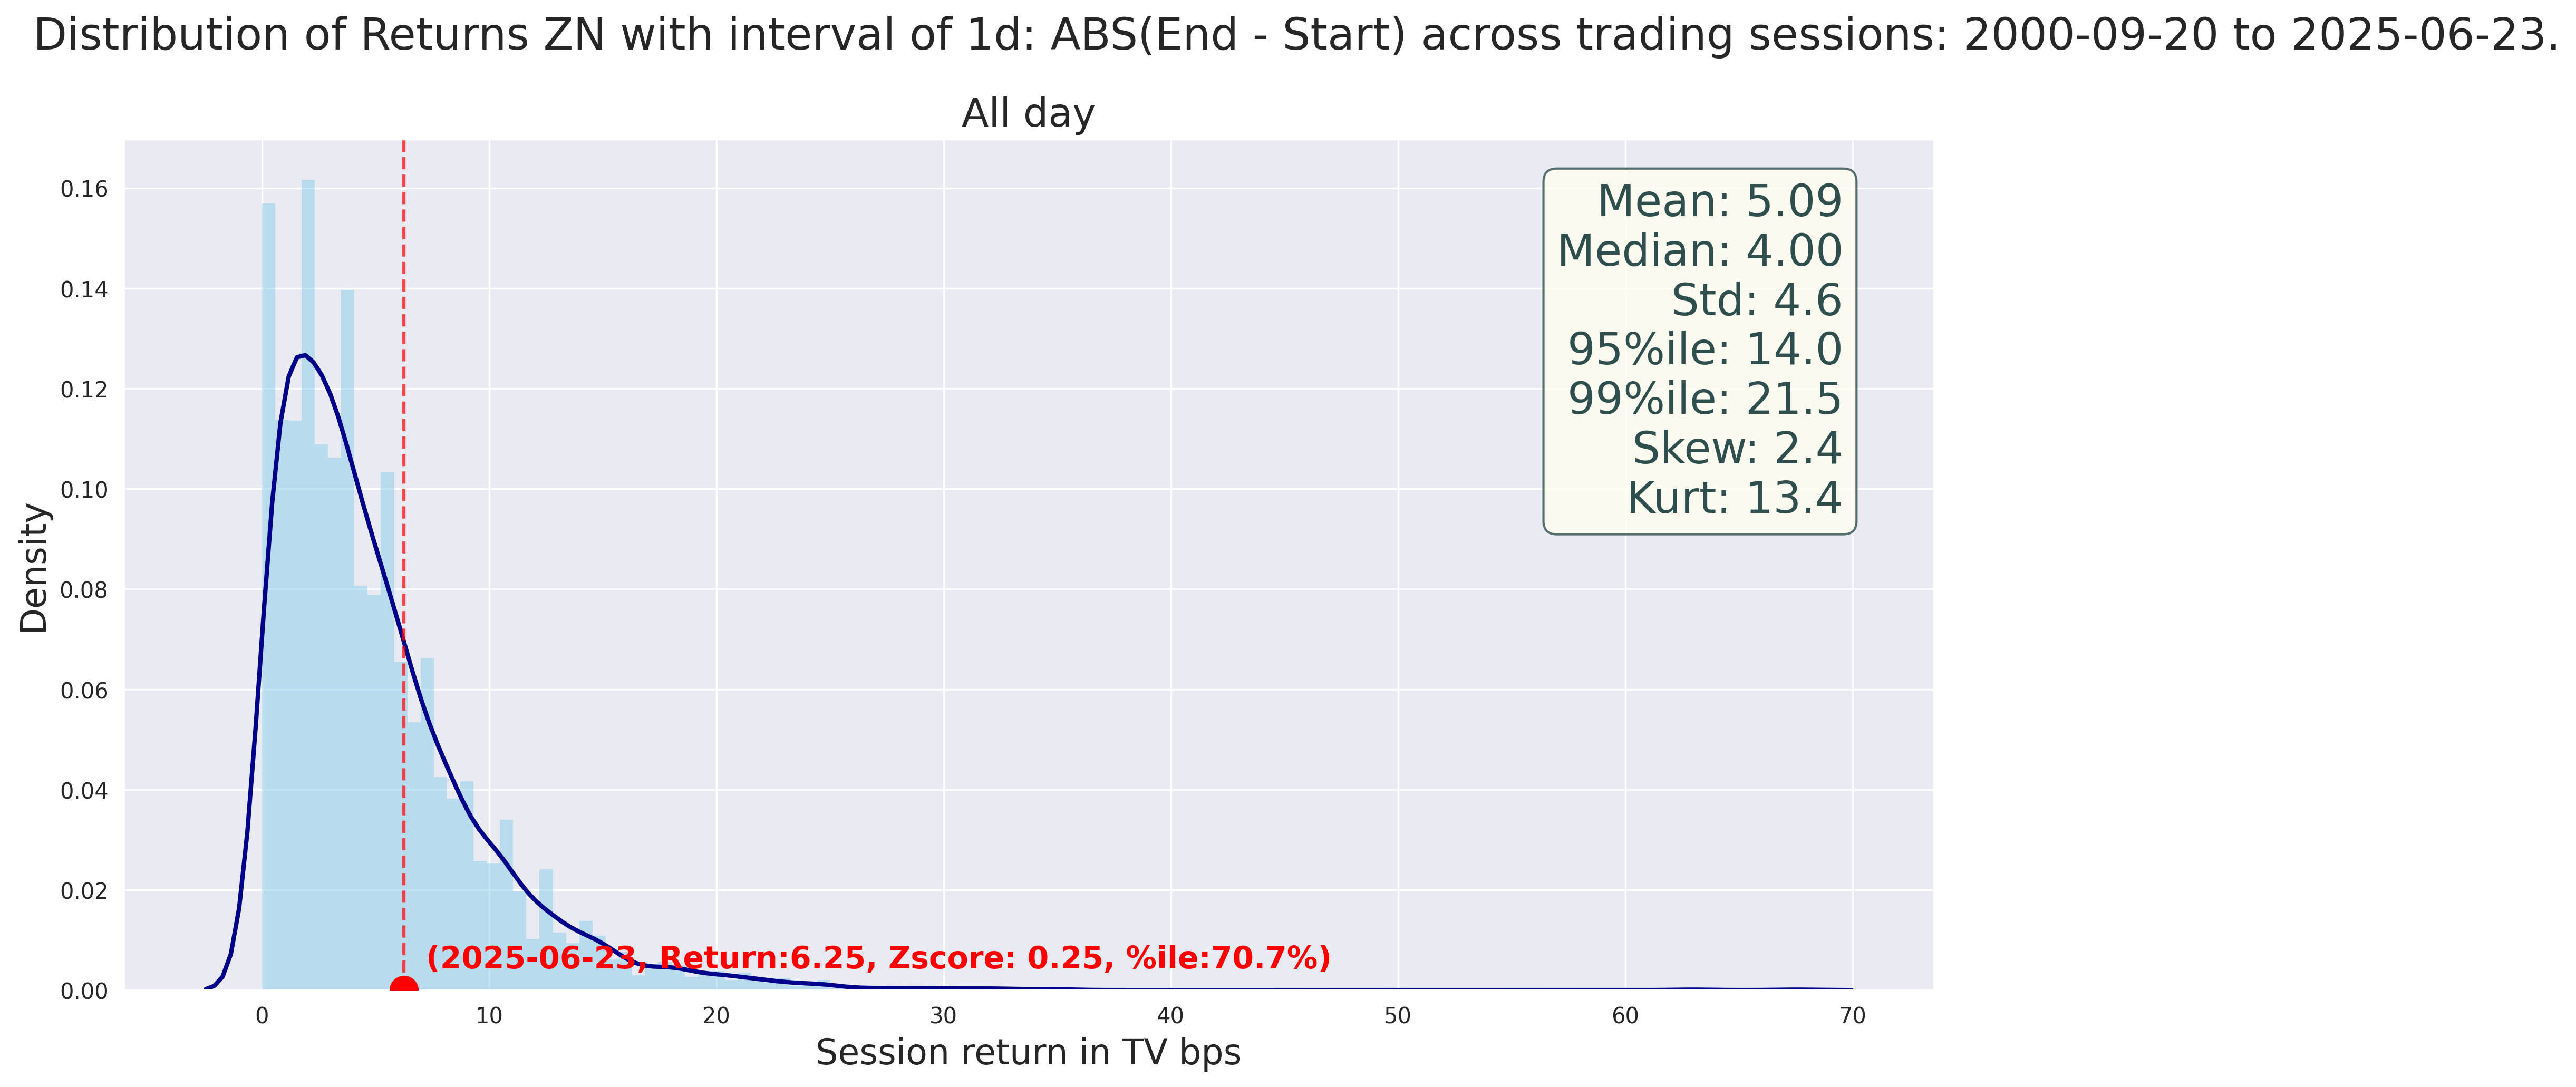 Distribution of Returns ZN with interval of 1d: ABS(End - Start) across trading sessions: 2000-09-20 to 2025-06-23.
All day
Mean: 5.09
Median: 4.00
Std: 4.6
95%ile: 14.0
99%ile: 21.5
Skew: 2.4
Kurt: 13.4
Density
0.16
0.14
0.12
0.10
0.08
0.06
0.04
0.02
0.00
(2025-06-23, Return:6.25, Zscore: 0.25, %ile:70.7%)
0 10 20 30 40 50 60 70
Session return in TV bps